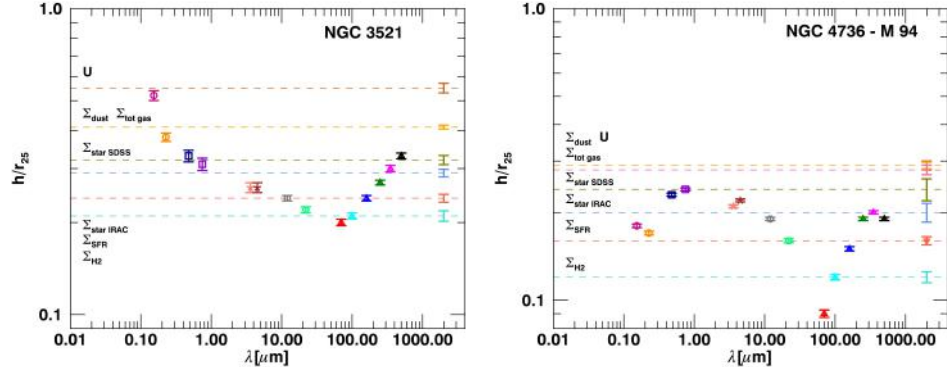 NGC 3521
h/r₂₅
1.0
0.1
U
Σdust Σtot gas
Σstar SDSS
Σstar IRAC
ΣSFR
ΣH2
0.01 0.10 1.00 10.00 100.00 1000.00
λ[μm]
NGC 4736 - M 94
h/r₂₅
1.0
0.1
Σdust U
Σtot gas
Σstar SDSS
Σstar IRAC
ΣSFR
ΣH2
0.01 0.10 1.00 10.00 100.00 1000.00
λ[μm]